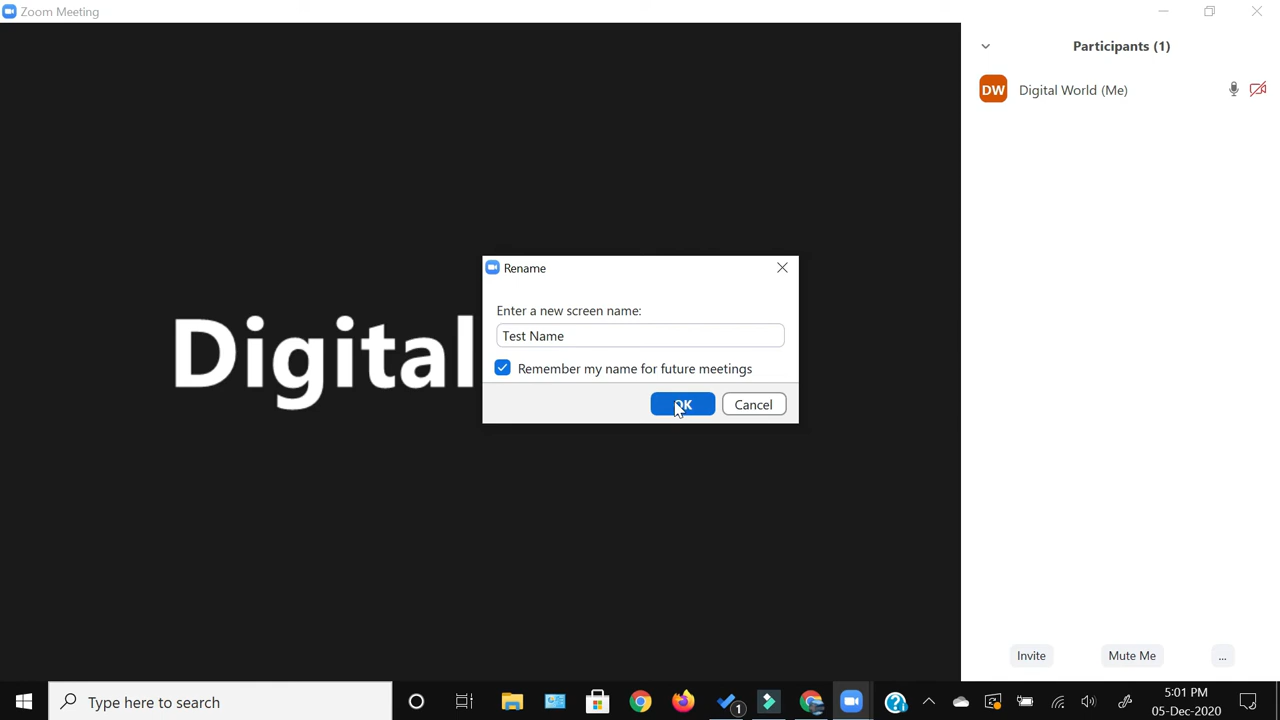 Zoom Meeting
Participants (1)
DW Digital World (Me)
Digital
Rename
Enter a new screen name:
Test Name
Remember my name for future meetings
OK Cancel
Invite Mute Me ...
Type here to search
1
5:01 PM
05-Dec-2020